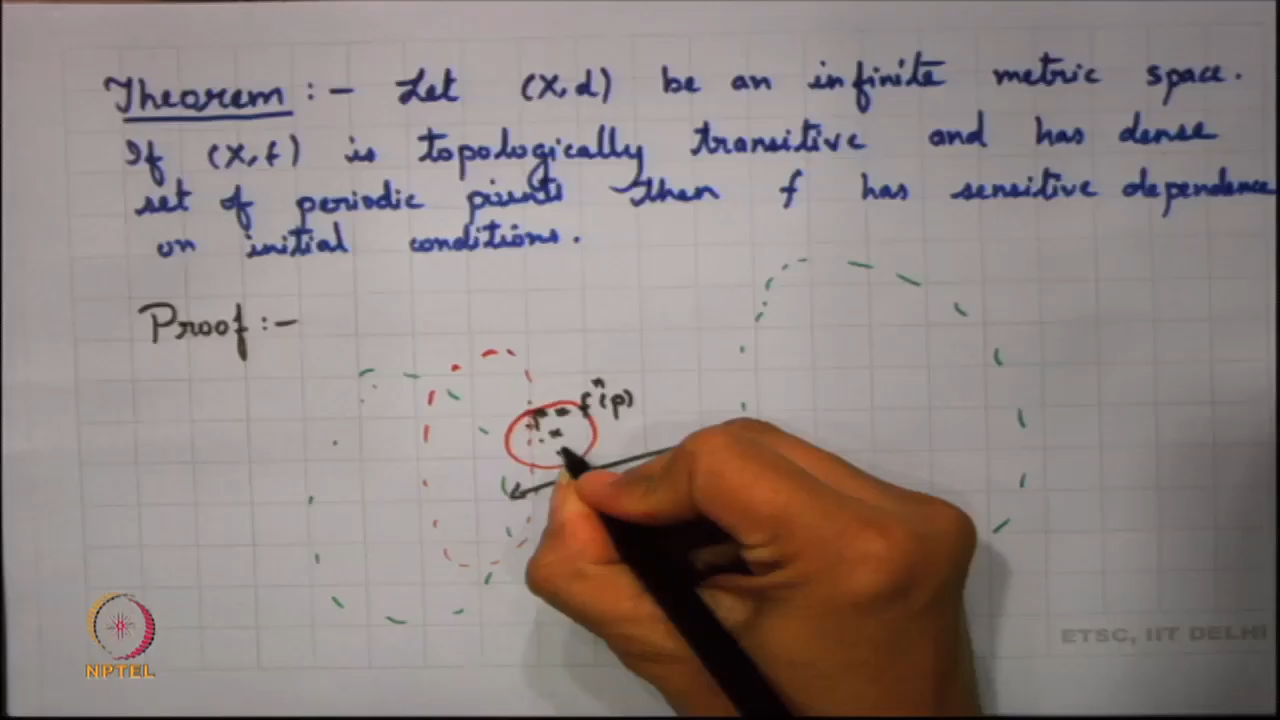 Theorem :- Let (X,d) be an infinite metric space.
If (X,f) is topologically transitive and has dense
set of periodic points then f has sensitive dependence
on initial conditions.
Proof :-
p
fⁿ(p)
x
NPTEL
ETSC, IIT DELHI